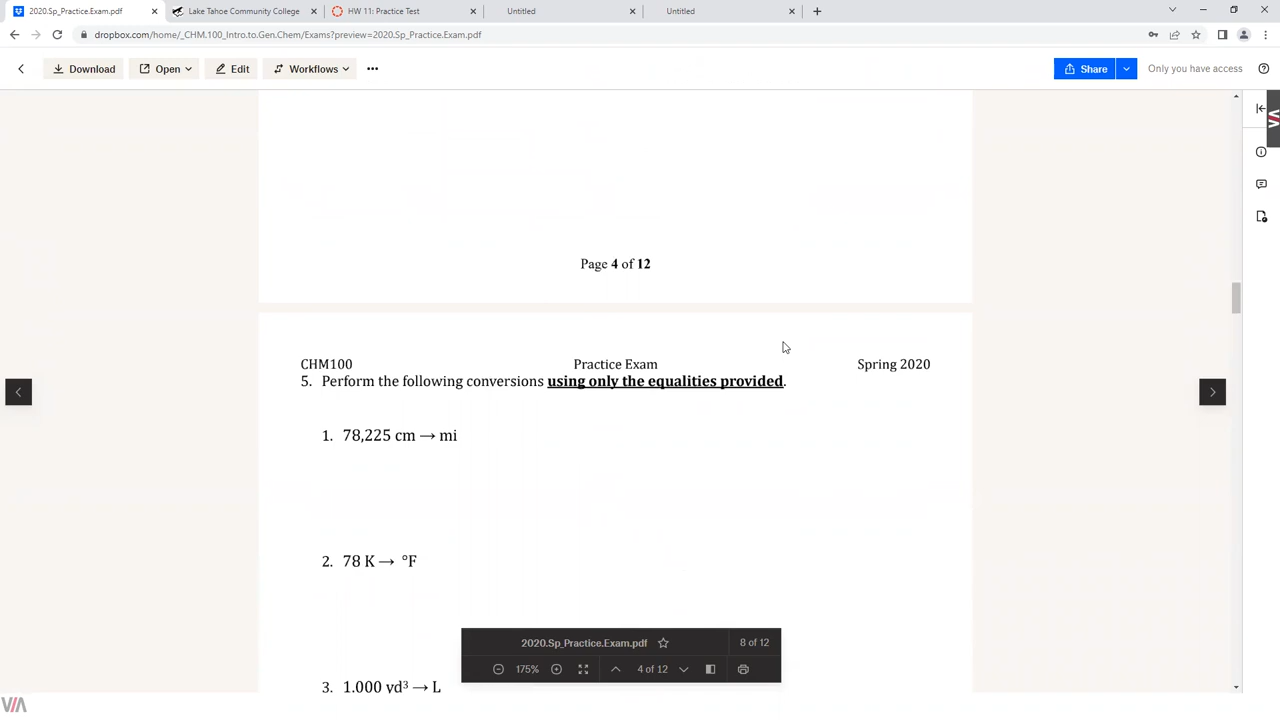 2020.Sp_Practice.Exam.pdf
Lake Tahoe Community College
HW 11: Practice Test
Untitled
Untitled
dropbox.com/home/_CHM.100_Intro.to.Gen.Chem/Exams?preview=2020.Sp_Practice.Exam.pdf
Download
Open
Edit
Workflows
Share
Only you have access
Page 4 of 12
CHM100 Practice Exam Spring 2020
5. Perform the following conversions using only the equalities provided.
1. 78,225 cm → mi
2. 78 K → °F
3. 1.000 yd³ → L
2020.Sp_Practice.Exam.pdf 8 of 12
175% 4 of 12
VIA
VIA